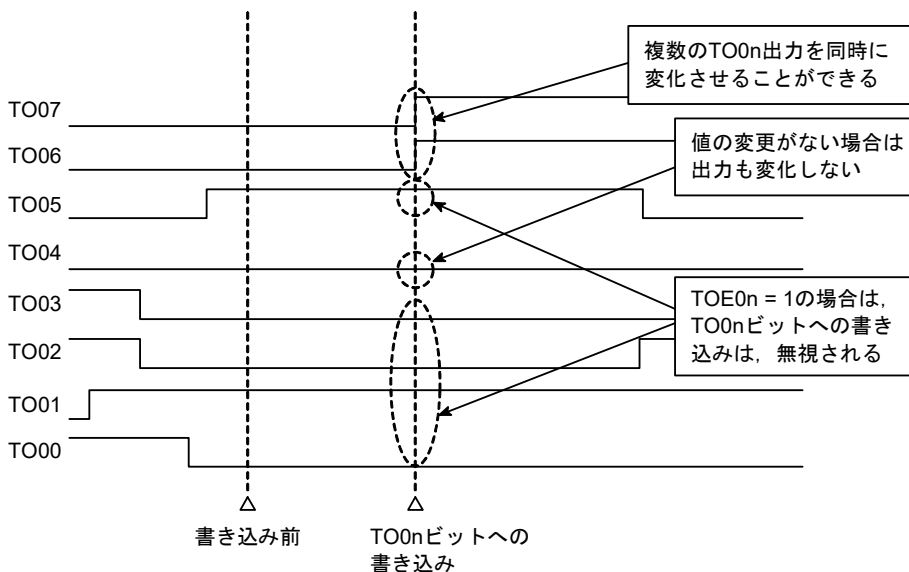 複数のTO0n出力を同時に
変化させることができる
TO07
値の変更がない場合は
出力も変化しない
TO06
TO05
TO04
TOE0n = 1の場合は，
TO0nビットへの書き
込みは，無視される
TO03
TO02
TO01
TO00
書き込み前
TO0nビットへの
書き込み